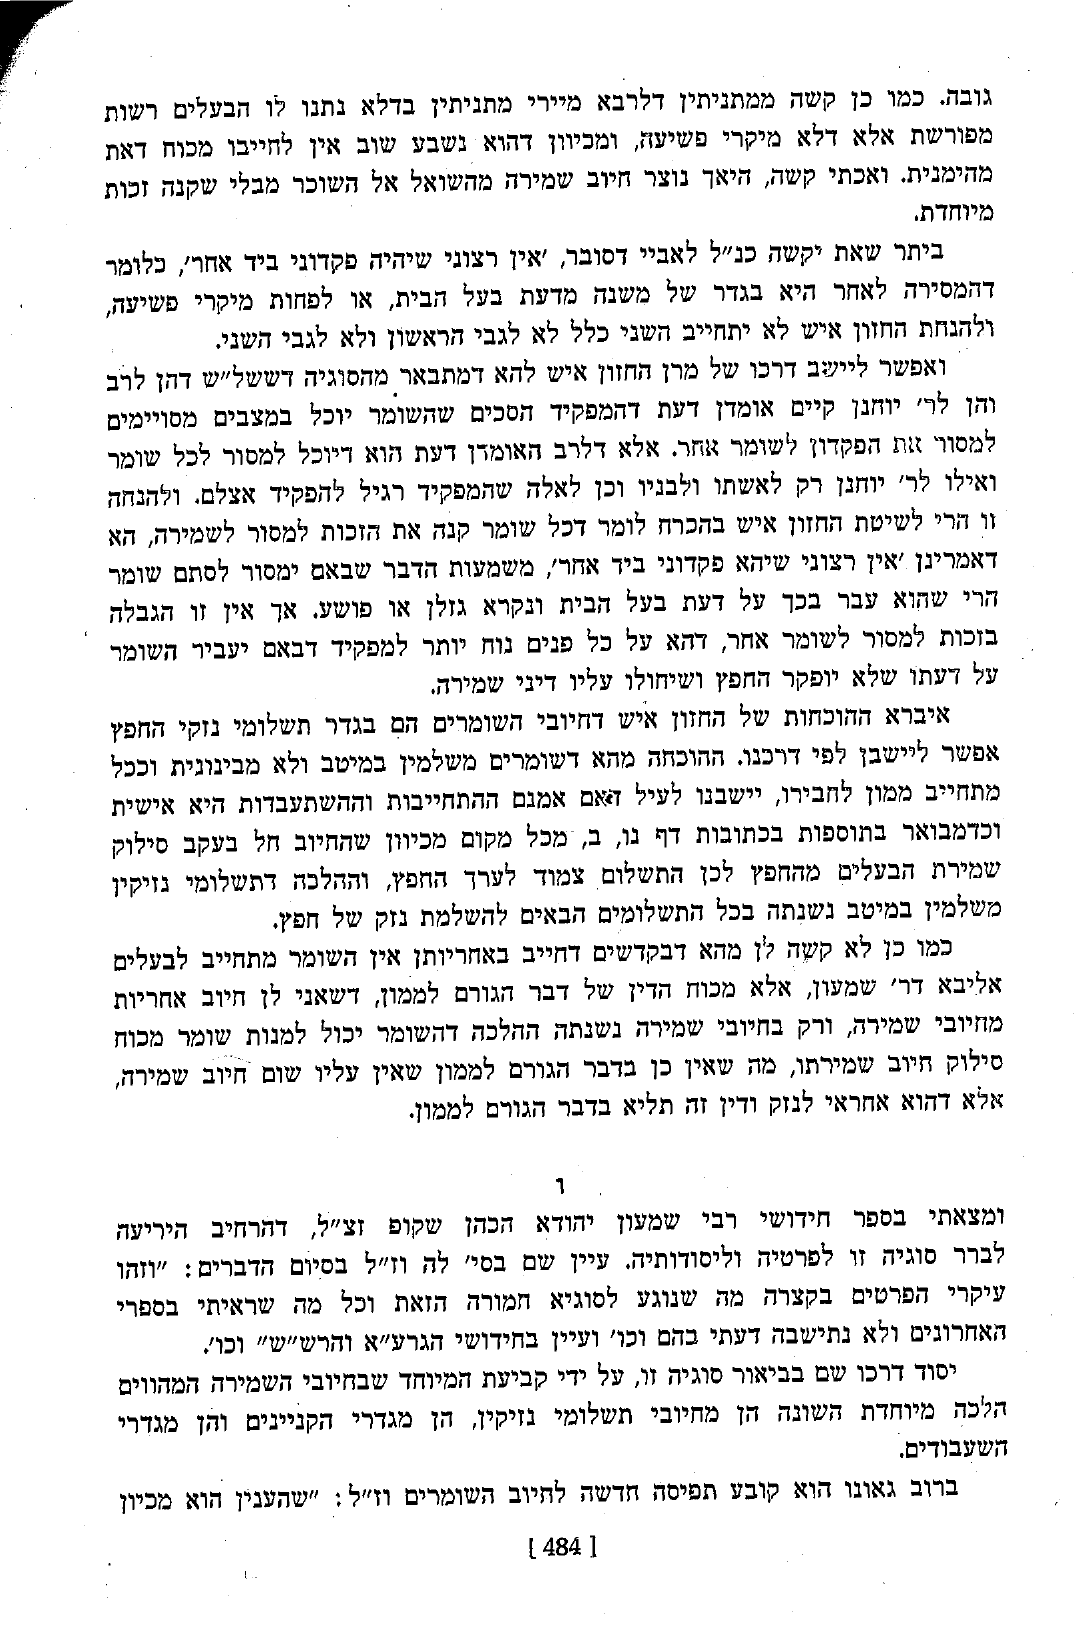 גובה. כמו כן קשה ממתניתין דלרבא מיירי מתניתין בדלא נתנו לו הבעלים רשות
מפורשת אלא דלא מיקרי פשיעה, ומכיוון דהוא נשבע שוב אין לחייבו מכוח דאת
מהימנית. ואכתי קשה, היאך נוצר חיוב שמירה מהשואל אל השוכר מבלי שקנה זכות
מיוחדת.
ביתר שאת יקשה כנ״ל לאביי דסובר, ׳אין רצוני שיהיה פקדוני ביד אחר׳, כלומר
דהמסירה לאחר היא בגדר של משנה מדעת בעל הבית, או לפחות מיקרי פשיעה,
ולהנחת החזון איש לא יתחייב השני כלל לא לגבי הראשון ולא לגבי השני.
ואפשר ליישב דרכו של מרן החזון איש להא דמתבאר מהסוגיה דששל״ש דהן לרב
והן לר׳ יוחנן קיים אומדן דעת דהמפקיד הסכים שהשומר יוכל במצבים מסויימים
למסור את הפקדון לשומר אחר. אלא דלרב האומדן דעת הוא דיוכל למסור לכל שומר
ואילו לר׳ יוחנן רק לאשתו ולבניו וכן לאלה שהמפקיד רגיל להפקיד אצלם. ולהנחה
זו הרי לשיטת החזון איש בהכרח לומר דכל שומר קנה את הזכות למסור לשמירה, הא
דאמרינן ׳אין רצוני שיהא פקדוני ביד אחר׳, משמעות הדבר שבאם ימסור לסתם שומר
הרי שהוא עבר בכך על דעת בעל הבית ונקרא גזלן או פושע. אך אין זו הגבלה
בזכות למסור לשומר אחר, דהא על כל פנים נוח יותר למפקיד דבאם יעביר השומר
על דעתו שלא יופקר החפץ ושיחולו עליו דיני שמירה.
איברא ההוכחות של החזון איש דחיובי השומרים הם בגדר תשלומי נזקי החפץ
אפשר ליישבן לפי דרכנו. ההוכחה מהא דשומרים משלמין במיטב ולא מבינונית וככל
מתחייב ממון לחבירו, יישבנו לעיל דאם אמנם ההתחייבות וההשתעבדות היא אישית
וכדמבואר בתוספות בכתובות דף נו, ב, מכל מקום מכיוון שהחיוב חל בעקב סילוק
שמירת הבעלים מהחפץ לכן התשלום צמוד לערך החפץ, וההלכה דתשלומי נזיקין
משלמין במיטב נשנתה בכל התשלומים הבאים להשלמת נזק של חפץ.
כמו כן לא קשה לן מהא דבקדשים דחייב באחריותן אין השומר מתחייב לבעלים
אליבא דר׳ שמעון, אלא מכוח הדין של דבר הגורם לממון, דשאני לן חיוב אחריות
מחיובי שמירה, ורק בחיובי שמירה נשנתה ההלכה דהשומר יכול למנות שומר מכוח
סילוק חיוב שמירתו, מה שאין כן בדבר הגורם לממון שאין עליו שום חיוב שמירה,
אלא דהוא אחראי לנזק ודין זה תליא בדבר הגורם לממון.
ו
ומצאתי בספר חידושי רבי שמעון יהודא הכהן שקופ זצ״ל, דהרחיב היריעה
לברר סוגיה זו לפרטיה וליסודותיה. עיין שם בסי׳ לה וז״ל בסיום הדברים: ״וזהו
עיקרי הפרטים בקצרה מה שנוגע לסוגיא חמורה הזאת וכל מה שראיתי בספרי
האחרונים ולא נתישבה דעתי בהם וכו׳ ועיין בחידושי הגרע״א והרש״ש״ וכו׳.
יסוד דרכו שם בביאור סוגיה זו, על ידי קביעת המיוחד שבחיובי השמירה המהווים
הלכה מיוחדת השונה הן מחיובי תשלומי נזיקין, הן מגדרי הקניינים והן מגדרי
השעבודים.
ברוב גאונו הוא קובע תפיסה חדשה לחיוב השומרים וז״ל: ״שהענין הוא מכיון
[ 484 ]